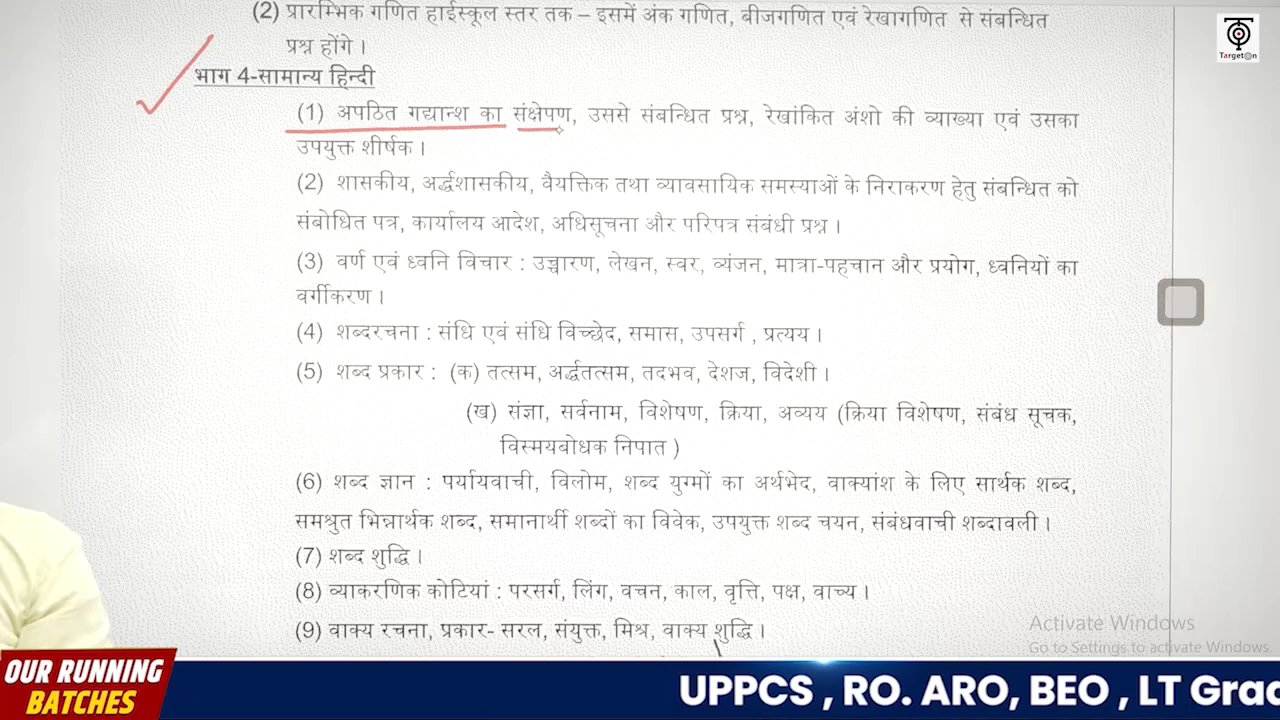 (2) प्रारम्भिक गणित हाईस्कूल स्तर तक – इसमें अंक गणित, बीजगणित एवं रेखागणित से संबन्धित
प्रश्न होंगे ।
TargetOn
भाग 4-सामान्य हिन्दी
(1) अपठित गद्यान्श का संक्षेपण, उससे संबन्धित प्रश्न, रेखांकित अंशो की व्याख्या एवं उसका
उपयुक्त शीर्षक ।
(2) शासकीय, अर्द्धशासकीय, वैयक्तिक तथा व्यावसायिक समस्याओं के निराकरण हेतु संबन्धित को
संबोधित पत्र, कार्यालय आदेश, अधिसूचना और परिपत्र संबंधी प्रश्न ।
(3) वर्ण एवं ध्वनि विचार : उच्चारण, लेखन, स्वर, व्यंजन, मात्रा-पहचान और प्रयोग, ध्वनियों का
वर्गीकरण ।
(4) शब्दरचना : संधि एवं संधि विच्छेद, समास, उपसर्ग , प्रत्यय ।
(5) शब्द प्रकार : (क) तत्सम, अर्द्धतत्सम, तदभव, देशज, विदेशी ।
(ख) संज्ञा, सर्वनाम, विशेषण, क्रिया, अव्यय (क्रिया विशेषण, संबंध सूचक,
विस्मयबोधक निपात )
(6) शब्द ज्ञान : पर्यायवाची, विलोम, शब्द युग्मों का अर्थभेद, वाक्यांश के लिए सार्थक शब्द,
समश्रुत भिन्नार्थक शब्द, समानार्थी शब्दों का विवेक, उपयुक्त शब्द चयन, संबंधवाची शब्दावली ।
(7) शब्द शुद्धि ।
(8) व्याकरणिक कोटियां : परसर्ग, लिंग, वचन, काल, वृत्ति, पक्ष, वाच्य ।
(9) वाक्य रचना, प्रकार- सरल, संयुक्त, मिश्र, वाक्य शुद्धि ।
Activate Windows
Go to Settings to activate Windows.
OUR RUNNING
BATCHES
UPPCS , RO. ARO, BEO , LT Grad